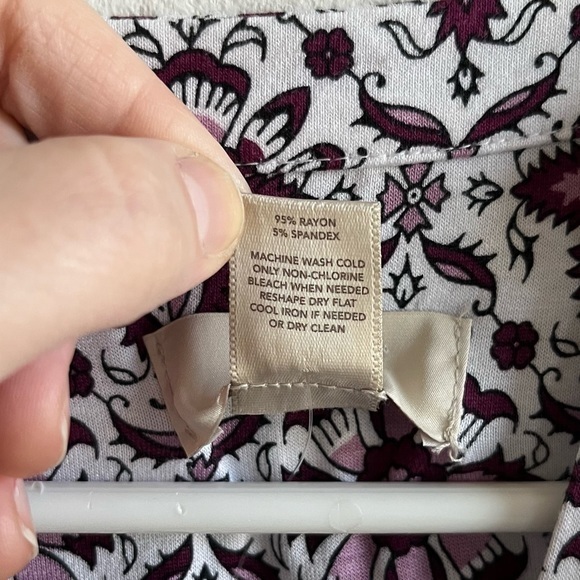 95% RAYON
5% SPANDEX
MACHINE WASH COLD
ONLY NON-CHLORINE
BLEACH WHEN NEEDED
RESHAPE DRY FLAT
COOL IRON IF NEEDED
OR DRY CLEAN